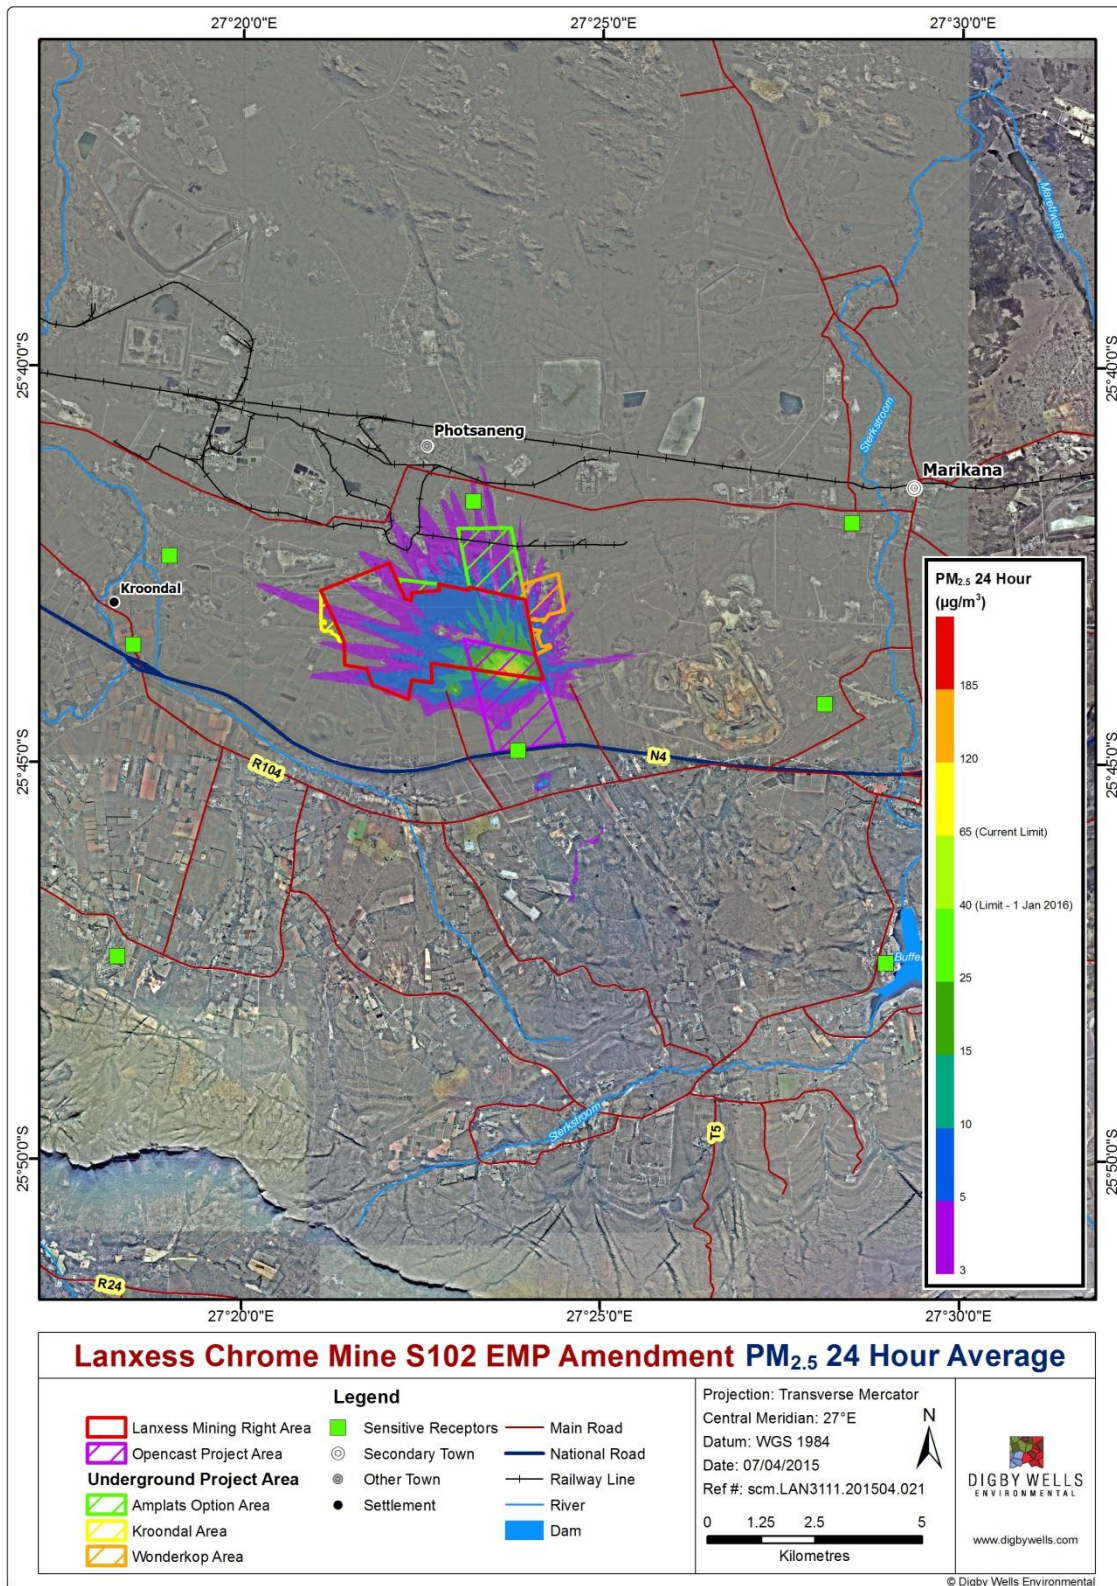 27°20'0"E
27°25'0"E
27°30'0"E
Maretlwana
25°40'0"S
25°40'0"S
Sterkstroom
Photsaneng
Marikana
Kroondal
PM2.5 24 Hour
(µg/m³)
185
120
65 (Current Limit)
40 (Limit - 1 Jan 2016)
25
15
10
5
3
25°45'0"S
25°45'0"S
R104
N4
Buffel
Sterkstroom
T5
25°50'0"S
25°50'0"S
R24
27°20'0"E
27°25'0"E
27°30'0"E
Lanxess Chrome Mine S102 EMP Amendment PM2.5 24 Hour Average
Legend
Lanxess Mining Right Area
Opencast Project Area
Underground Project Area
Amplats Option Area
Kroondal Area
Wonderkop Area
Sensitive Receptors
Secondary Town
Other Town
Settlement
Main Road
National Road
Railway Line
River
Dam
Projection: Transverse Mercator
Central Meridian: 27°E
Datum: WGS 1984
Date: 07/04/2015
Ref #: scm.LAN3111.201504.021
N
0 1.25 2.5 5
Kilometres
DIGBY WELLS
ENVIRONMENTAL
www.digbywells.com
© Digby Wells Environmental